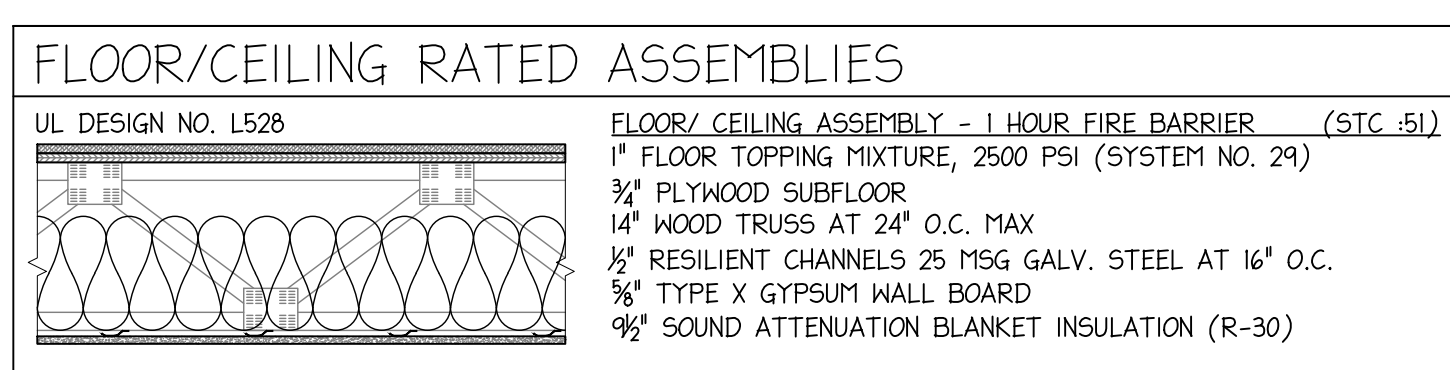 FLOOR/CEILING RATED ASSEMBLIES
UL DESIGN NO. L528
FLOOR/ CEILING ASSEMBLY - 1 HOUR FIRE BARRIER (STC :51)
1" FLOOR TOPPING MIXTURE, 2500 PSI (SYSTEM NO. 29)
3/4" PLYWOOD SUBFLOOR
14" WOOD TRUSS AT 24" O.C. MAX
1/2" RESILIENT CHANNELS 25 MSG GALV. STEEL AT 16" O.C.
5/8" TYPE X GYPSUM WALL BOARD
91/2" SOUND ATTENUATION BLANKET INSULATION (R-30)